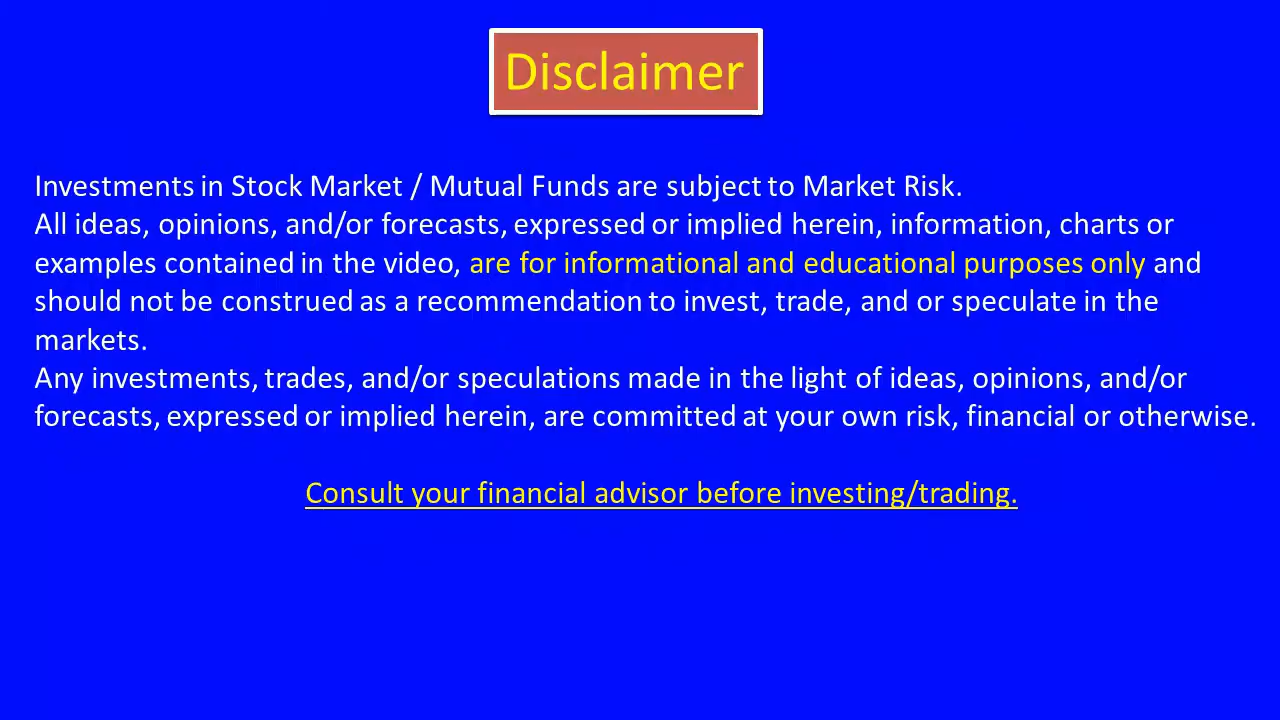 Disclaimer
Investments in Stock Market / Mutual Funds are subject to Market Risk.
All ideas, opinions, and/or forecasts, expressed or implied herein, information, charts or
examples contained in the video, are for informational and educational purposes only and
should not be construed as a recommendation to invest, trade, and or speculate in the
markets.
Any investments, trades, and/or speculations made in the light of ideas, opinions, and/or
forecasts, expressed or implied herein, are committed at your own risk, financial or otherwise.
Consult your financial advisor before investing/trading.